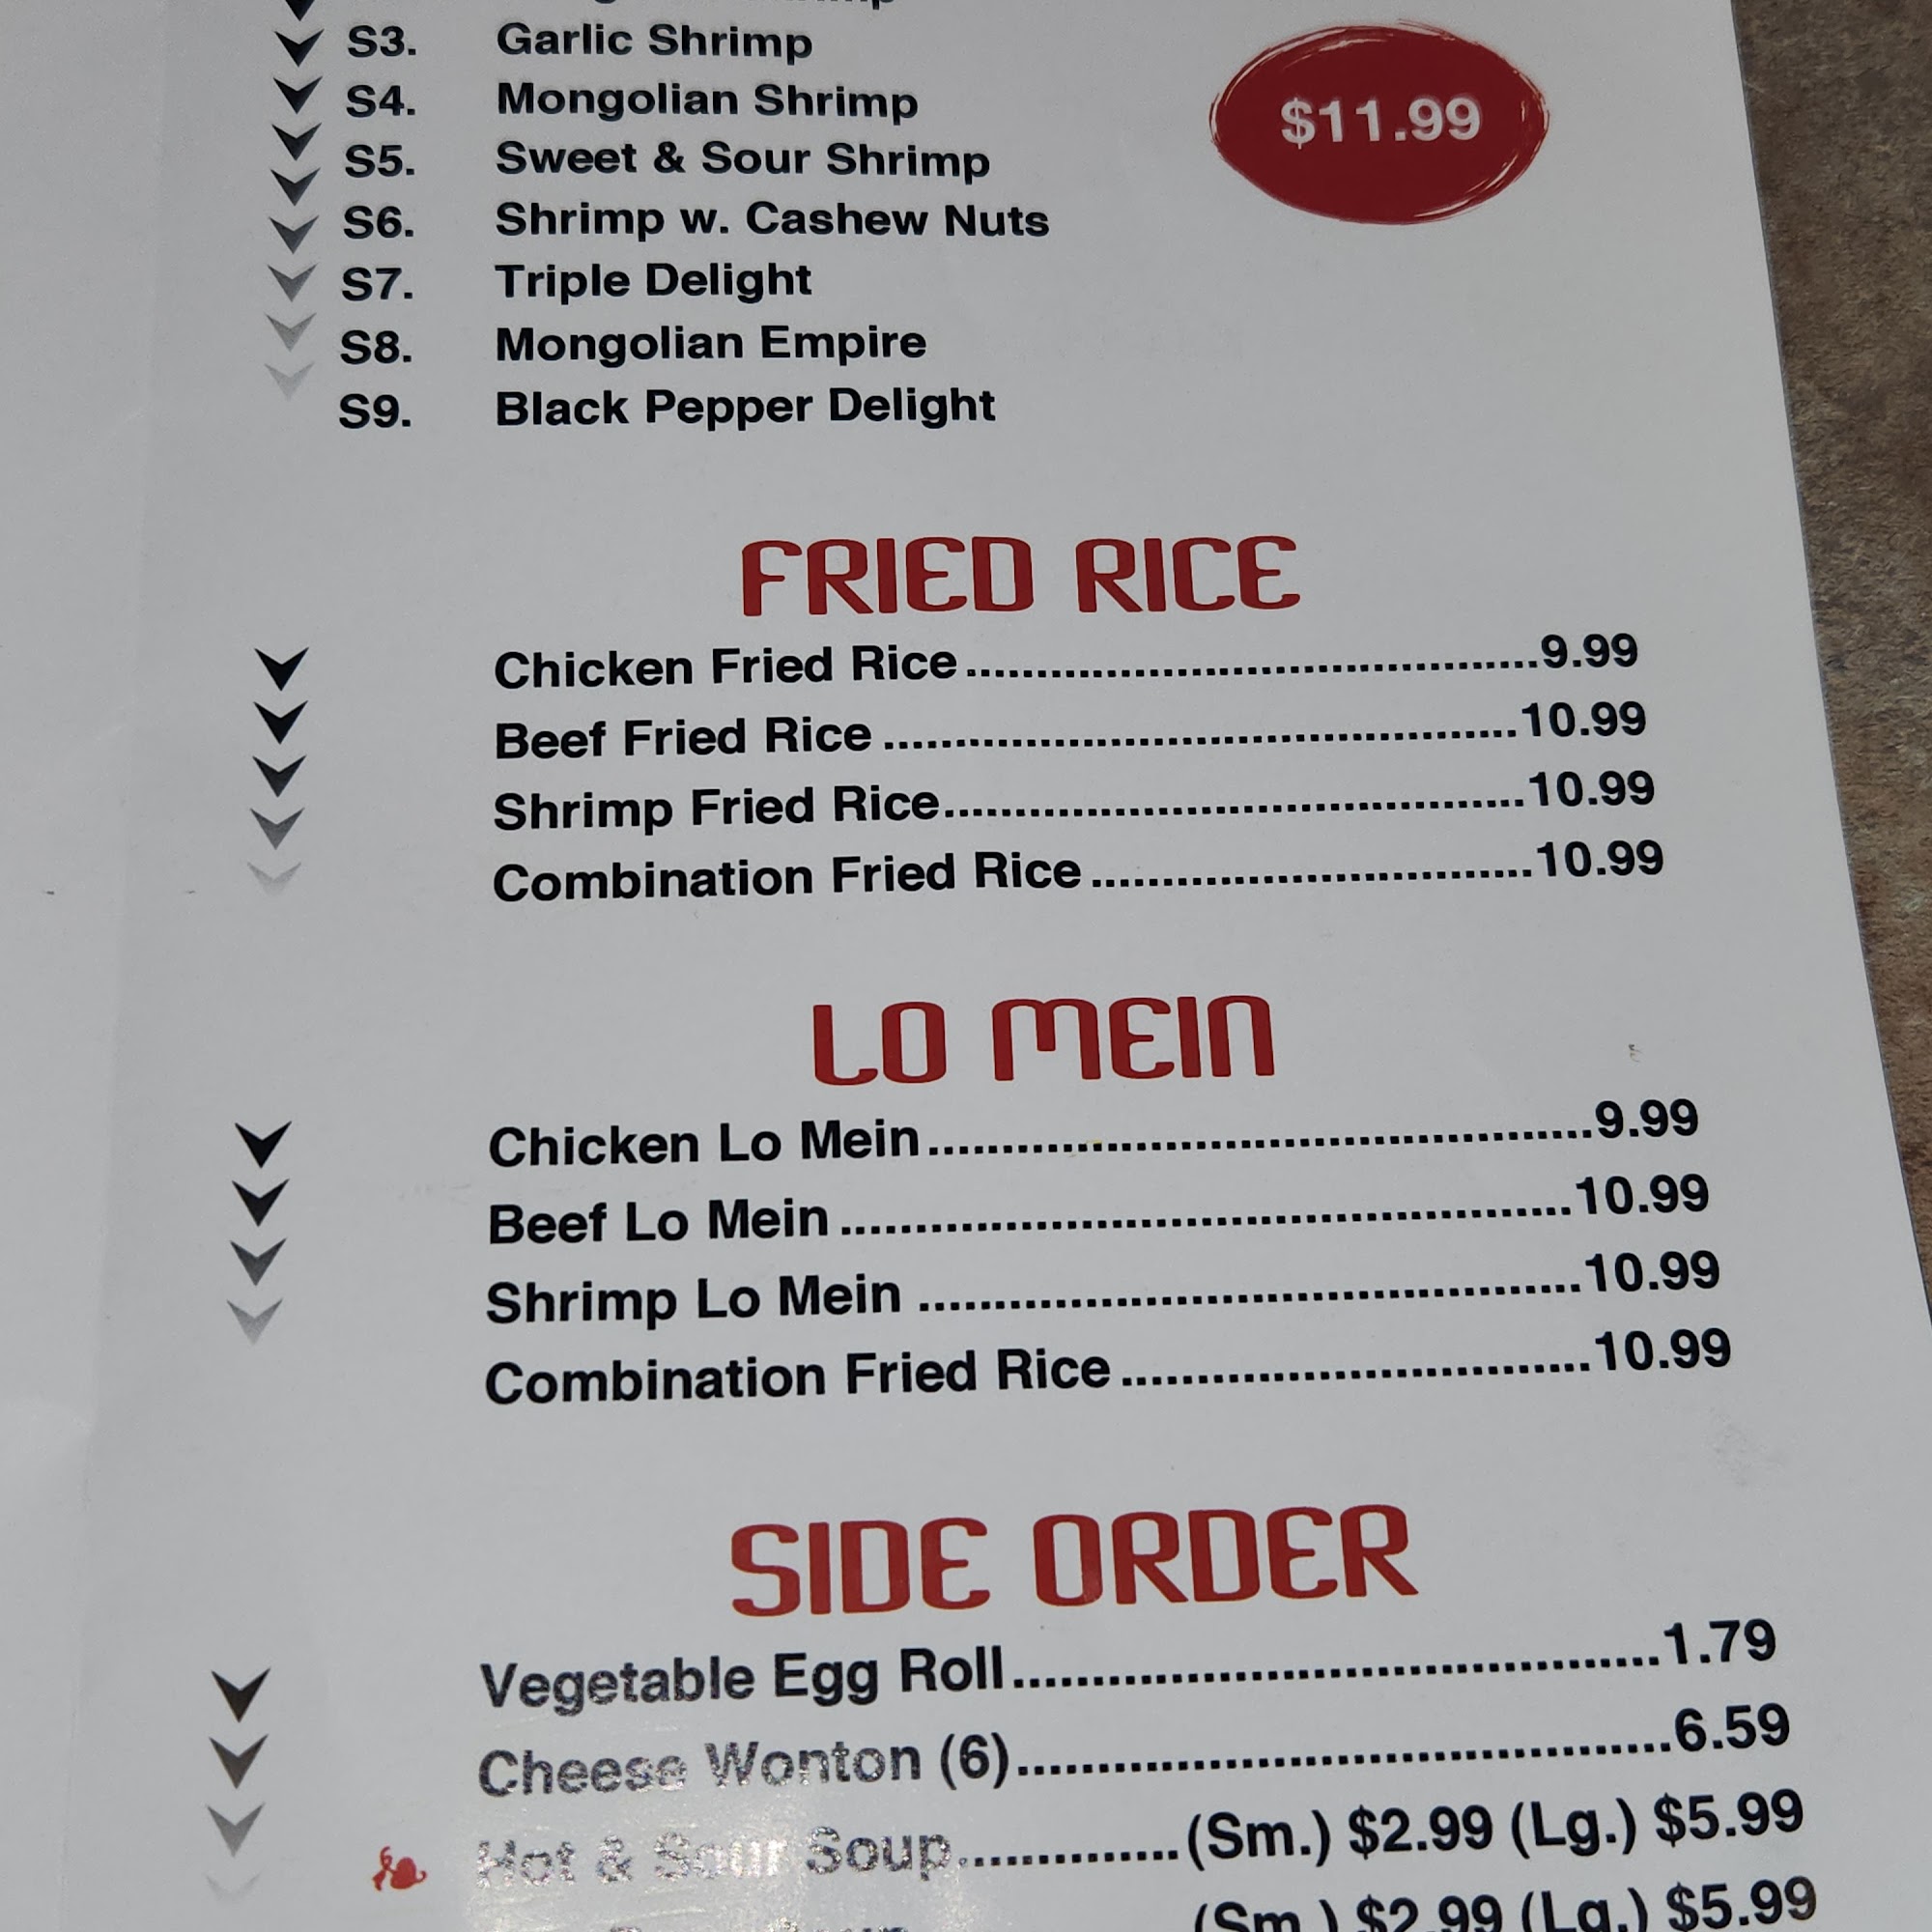 S3. Garlic Shrimp
S4. Mongolian Shrimp
$11.99
S5. Sweet & Sour Shrimp
S6. Shrimp w. Cashew Nuts
S7. Triple Delight
S8. Mongolian Empire
S9. Black Pepper Delight
FRIED RICE
Chicken Fried Rice 9.99
Beef Fried Rice 10.99
Shrimp Fried Rice 10.99
Combination Fried Rice 10.99
LO MEIN
Chicken Lo Mein 9.99
Beef Lo Mein 10.99
Shrimp Lo Mein 10.99
Combination Fried Rice 10.99
SIDE ORDER
Vegetable Egg Roll 1.79
Cheese Wonton (6) 6.59
Hot & Sour Soup (Sm.) $2.99 (Lg.) $5.99
(Sm.) $2.99 (Lg.) $5.99